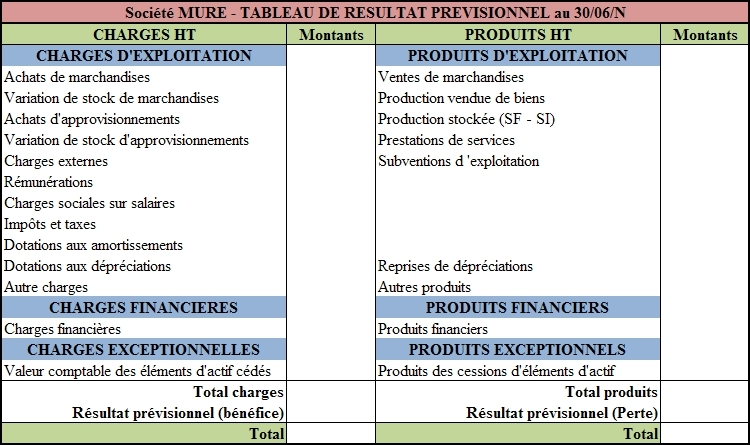 Société MURE - TABLEAU DE RESULTAT PREVISIONNEL au 30/06/N
CHARGES HT Montants PRODUITS HT Montants
CHARGES D'EXPLOITATION PRODUITS D'EXPLOITATION
Achats de marchandises Ventes de marchandises
Variation de stock de marchandises Production vendue de biens
Achats d'approvisionnements Production stockée (SF - SI)
Variation de stock d'approvisionnements Prestations de services
Charges externes Subventions d 'exploitation
Rémunérations
Charges sociales sur salaires
Impôts et taxes
Dotations aux amortissements
Dotations aux dépréciations Reprises de dépréciations
Autre charges Autres produits
CHARGES FINANCIERES PRODUITS FINANCIERS
Charges financières Produits financiers
CHARGES EXCEPTIONNELLES PRODUITS EXCEPTIONNELS
Valeur comptable des éléments d'actif cédés Produits des cessions d'éléments d'actif
Total charges Total produits
Résultat prévisionnel (bénéfice) Résultat prévisionnel (Perte)
Total Total